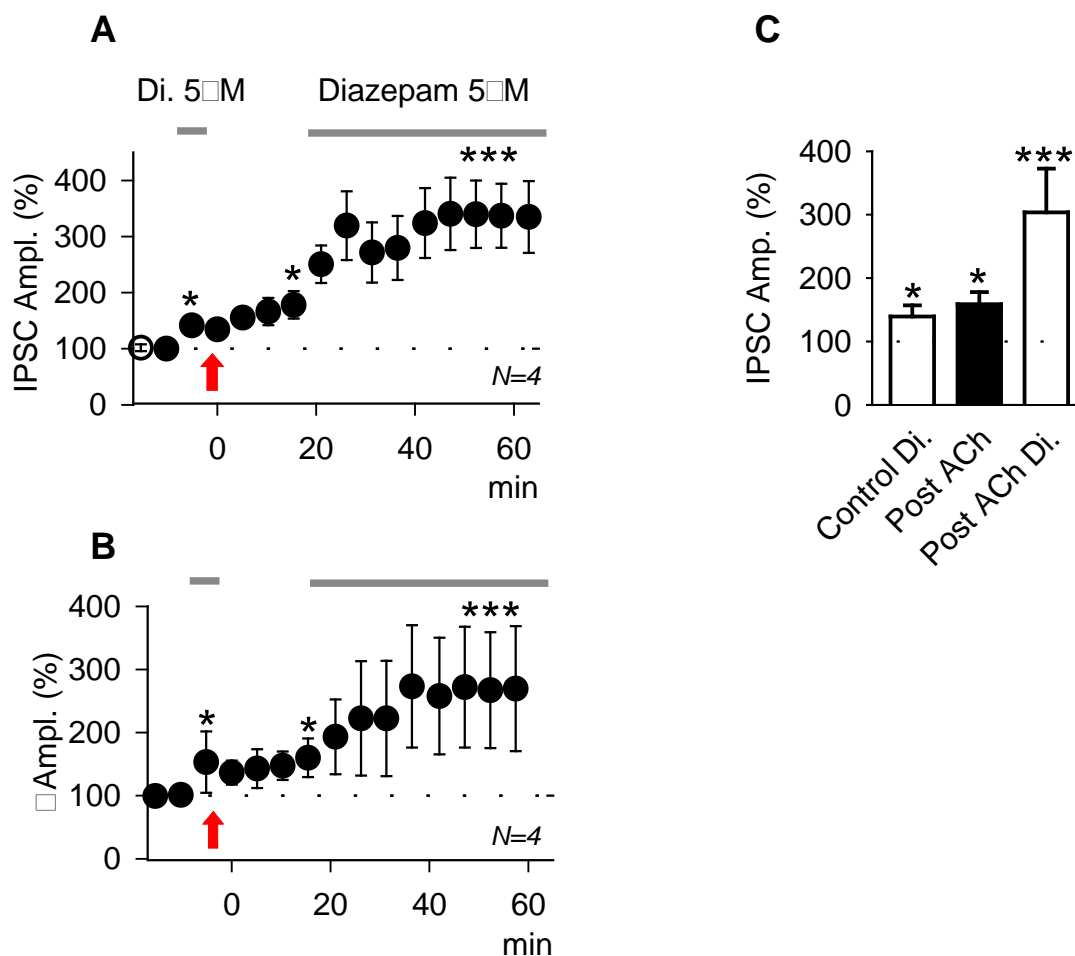 A
Di. 5□M
Diazepam 5□M
IPSC Ampl. (%)
400
300
200
100
0
*
*
***
N=4
0
20
40
60
min
B
□Ampl. (%)
400
300
200
100
0
*
*
***
N=4
0
20
40
60
min
C
IPSC Amp. (%)
400
300
200
100
0
*
*
***
Control Di.
Post ACh
Post ACh Di.